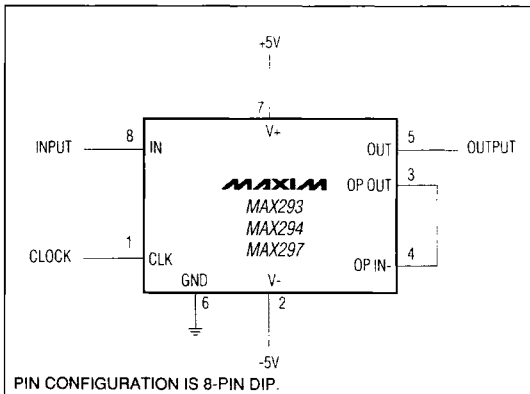 +5V
7
V+
INPUT 8 IN
OUT 5 OUTPUT
OP OUT 3
MAXIM
MAX293
MAX294
MAX297
CLOCK 1 CLK
OP IN- 4
GND V-
6 2
-5V
PIN CONFIGURATION IS 8-PIN DIP.